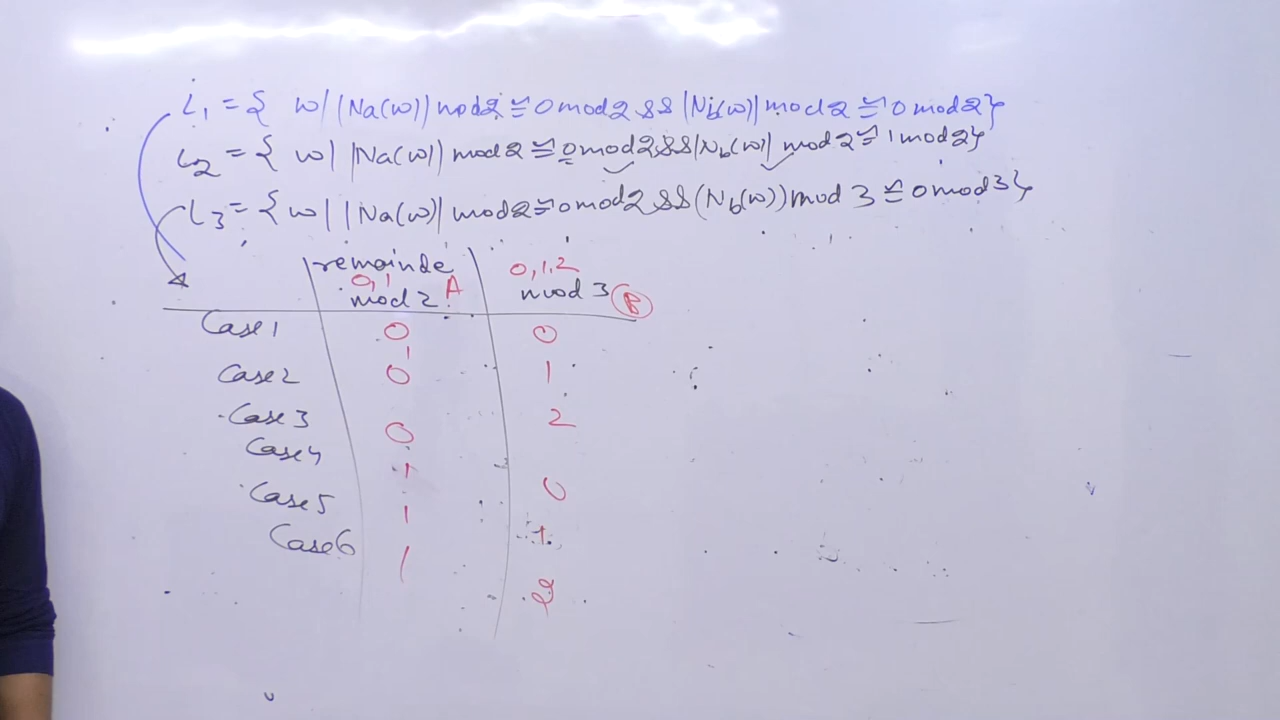 L₁ = { w/ |Na(w)| mod2 ≅ 0 mod2 && |Nb(w)| mod 2 ≅ 0 mod2}
L₂ = { w/ |Na(w)| mod2 ≅ 0 mod2 && |Nb(w)| mod2 ≅ 1 mod2}
L₃ = { w/ |Na(w)| mod2 ≅ 0 mod2 && (Nb(w)) mod 3 ≅ 0 mod3}
remainde
0, 1 A 0, 1, 2
mod 2 mod 3 B
Case 1 0 0
1
Case 2 0 1
Case 3 0 2
Case 4 1 0
Case 5 1 1
Case 6 1 2